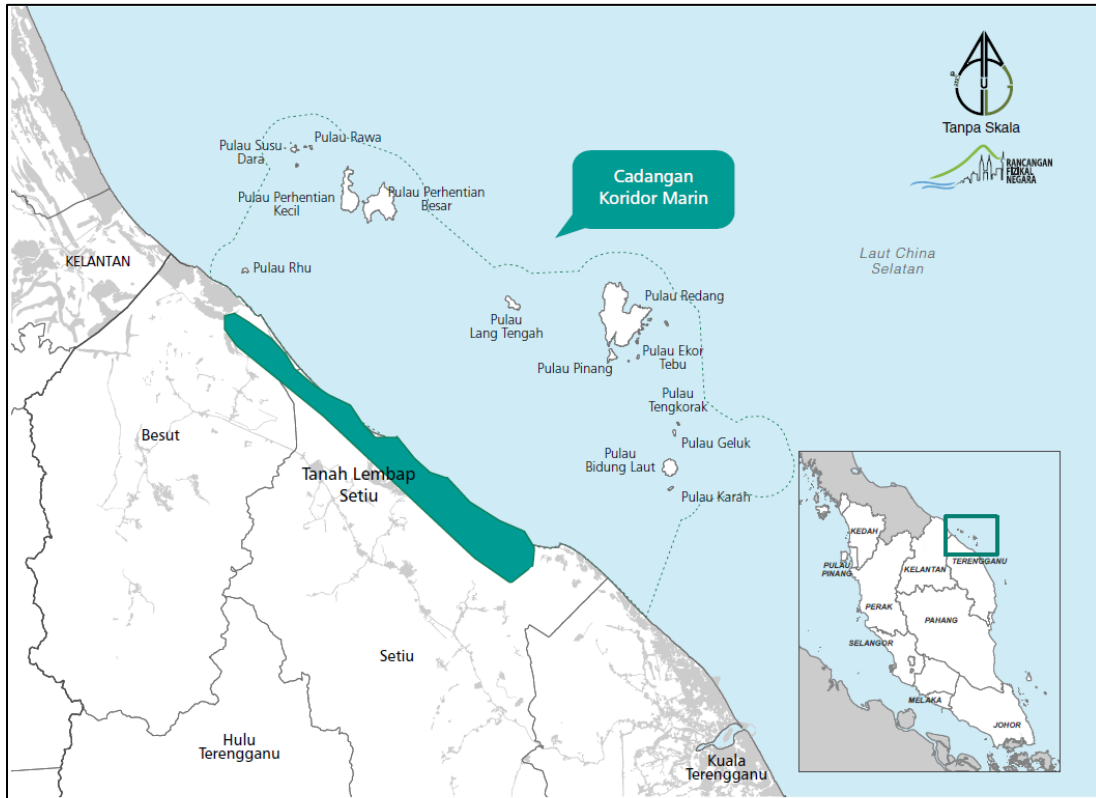 Tanpa Skala
RANCANGAN
FIZIKAL
NEGARA
Pulau Susu
Dara
Pulau Rawa
Pulau Perhentian
Kecil
Pulau Perhentian
Besar
Cadangan
Koridor Marin
Laut China
Selatan
KELANTAN
Pulau Rhu
Pulau
Lang Tengah
Pulau Redang
Pulau Pinang
Pulau Ekor
Tebu
Pulau
Tengkorak
Pulau Geluk
Pulau
Bidung Laut
Pulau Karah
Besut
Tanah Lembap
Setiu
Setiu
Hulu
Terengganu
Kuala
Terengganu
KEDAH
PULAU
PINANG
KELANTAN
TERENGGANU
PERAK
PAHANG
SELANGOR
MELAKA
JOHOR